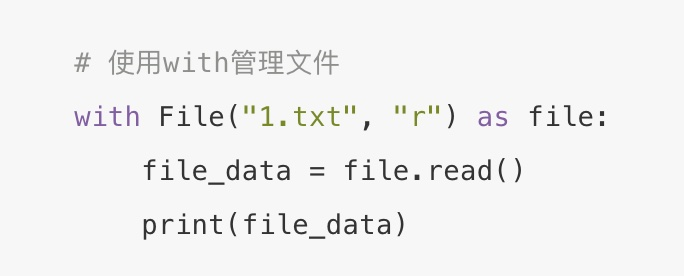 # 使用with管理文件
with File("1.txt", "r") as file:
    file_data = file.read()
    print(file_data)